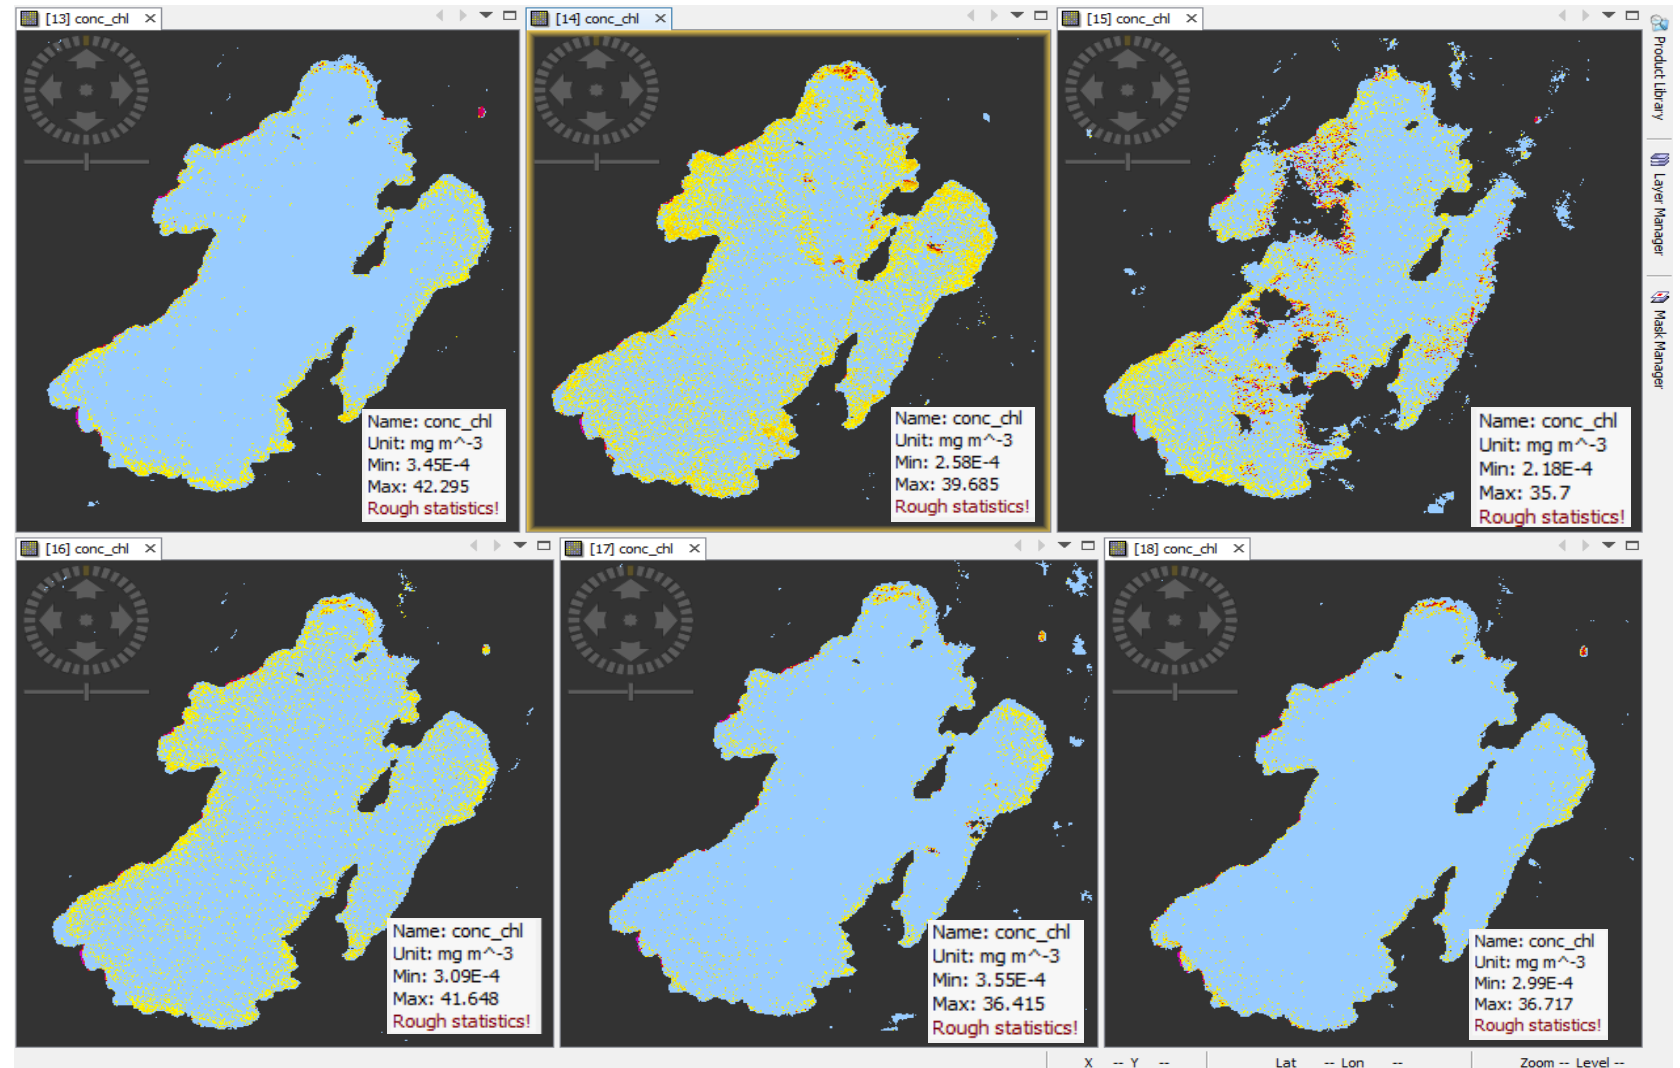 [13] conc_chl
[14] conc_chl
[15] conc_chl
Name: conc_chl
Unit: mg m^-3
Min: 3.45E-4
Max: 42.295
Rough statistics!
Name: conc_chl
Unit: mg m^-3
Min: 2.58E-4
Max: 39.685
Rough statistics!
Name: conc_chl
Unit: mg m^-3
Min: 2.18E-4
Max: 35.7
Rough statistics!
Product Library
Layer Manager
Mask Manager
[16] conc_chl
[17] conc_chl
[18] conc_chl
Name: conc_chl
Unit: mg m^-3
Min: 3.09E-4
Max: 41.648
Rough statistics!
Name: conc_chl
Unit: mg m^-3
Min: 3.55E-4
Max: 36.415
Rough statistics!
Name: conc_chl
Unit: mg m^-3
Min: 2.99E-4
Max: 36.717
Rough statistics!
X -- Y -- Lat -- Lon -- Zoom -- Level --